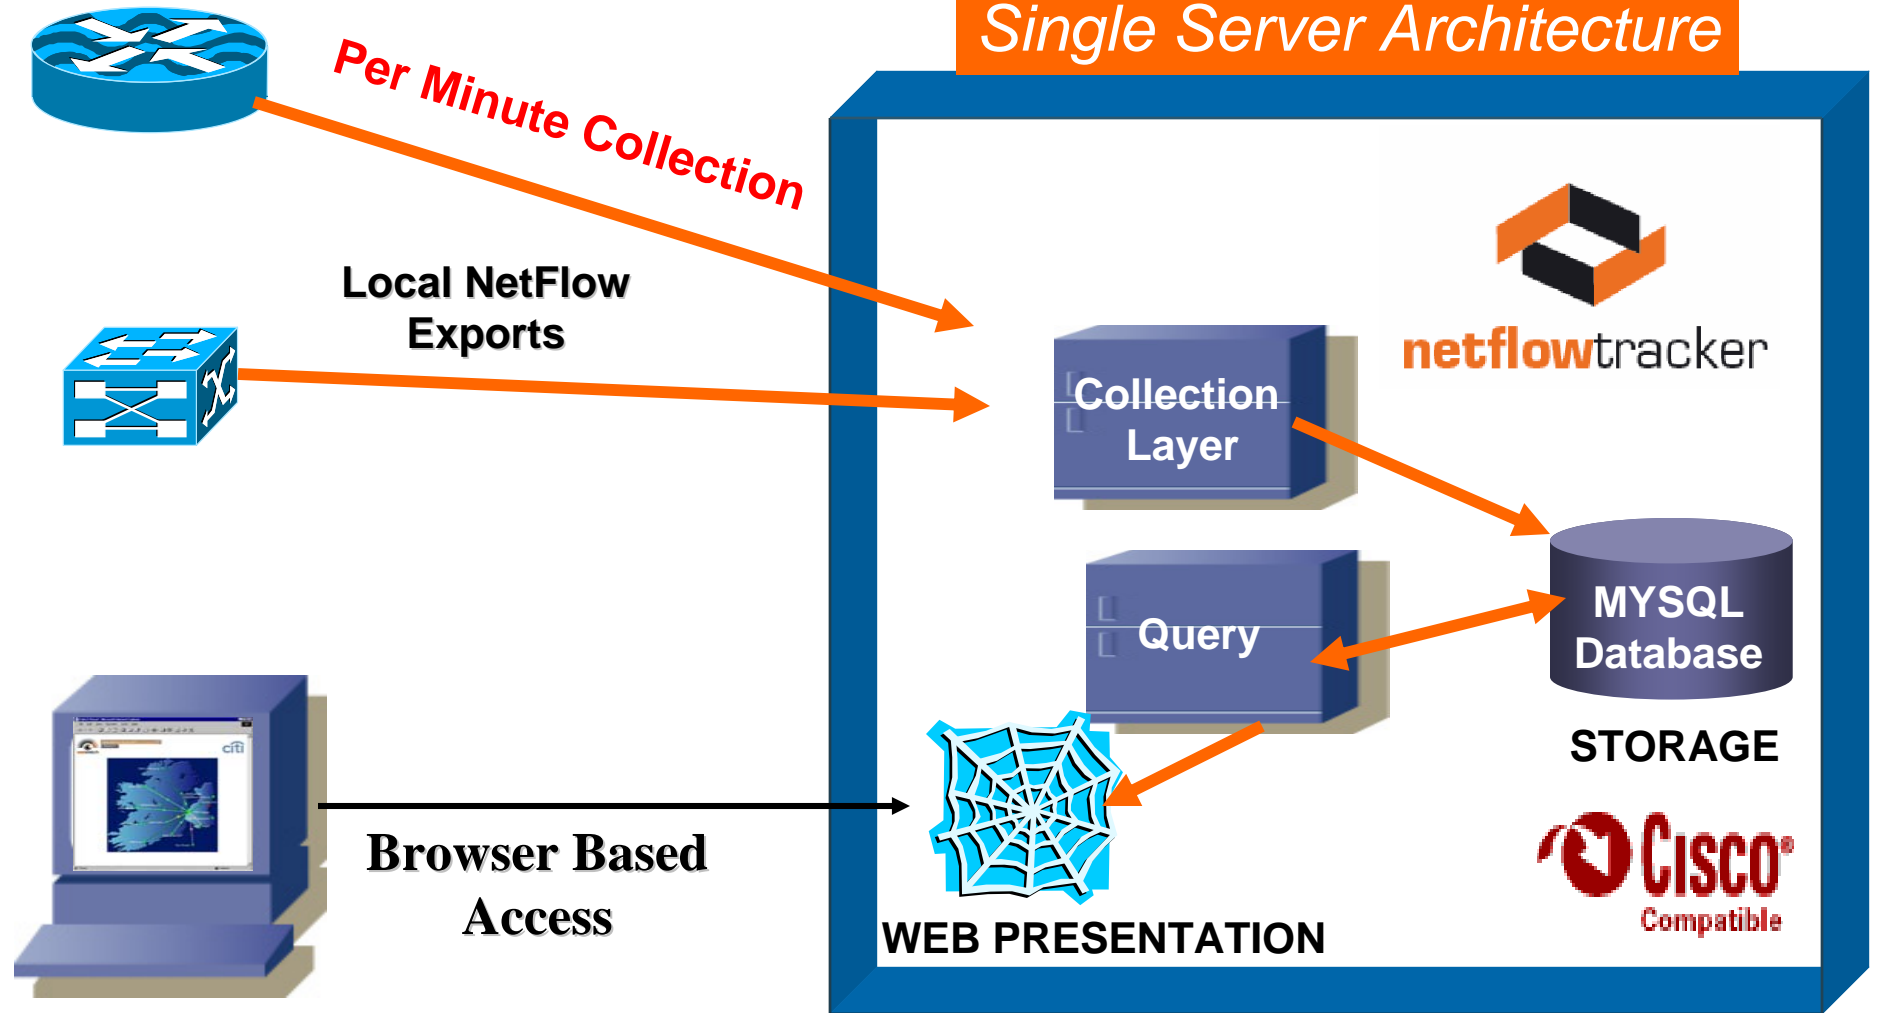 Single Server Architecture
Per Minute Collection
Local NetFlow
Exports
netflowtracker
Collection
Layer
MYSQL
Database
Query
STORAGE
citi
Browser Based
Access
WEB PRESENTATION
CISCO®
Compatible